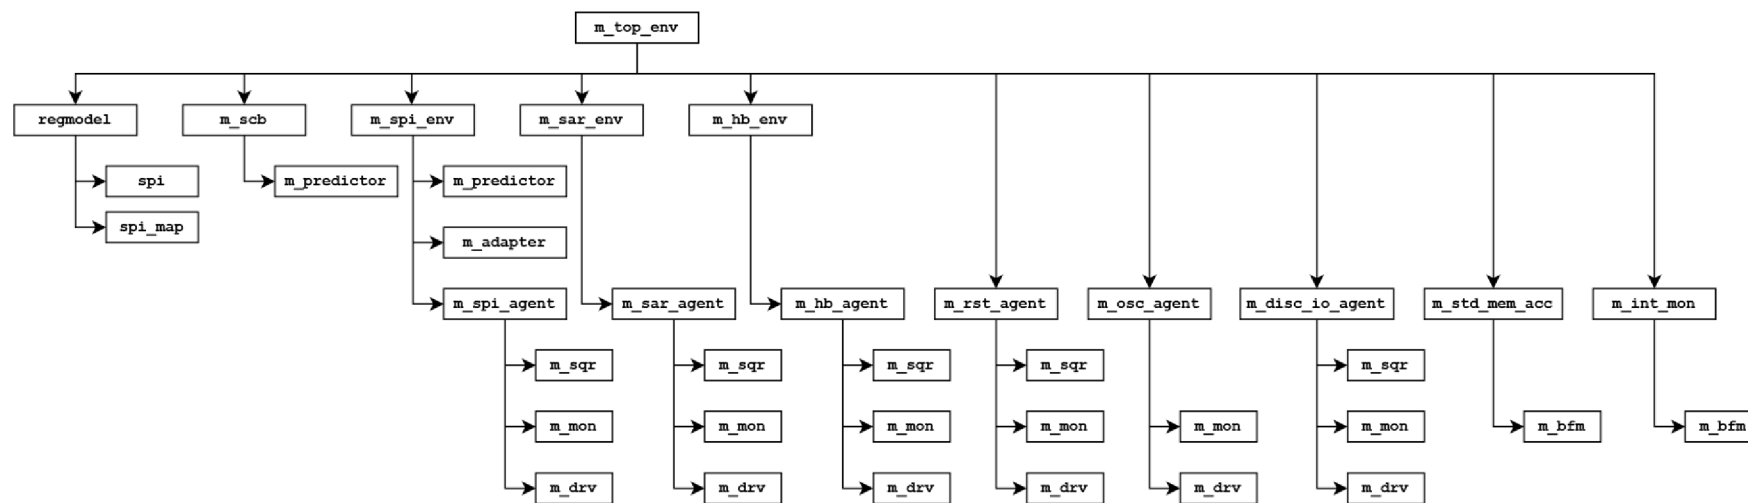 m_top_env
regmodel m_scb m_spi_env m_sar_env m_hb_env
spi m_predictor m_predictor
spi_map
m_adapter
m_spi_agent m_sar_agent m_hb_agent m_rst_agent m_osc_agent m_disc_io_agent m_std_mem_acc m_int_mon
m_sqr m_sqr m_sqr m_sqr m_sqr
m_mon m_mon m_mon m_mon m_mon m_mon m_bfm m_bfm
m_drv m_drv m_drv m_drv m_drv m_drv